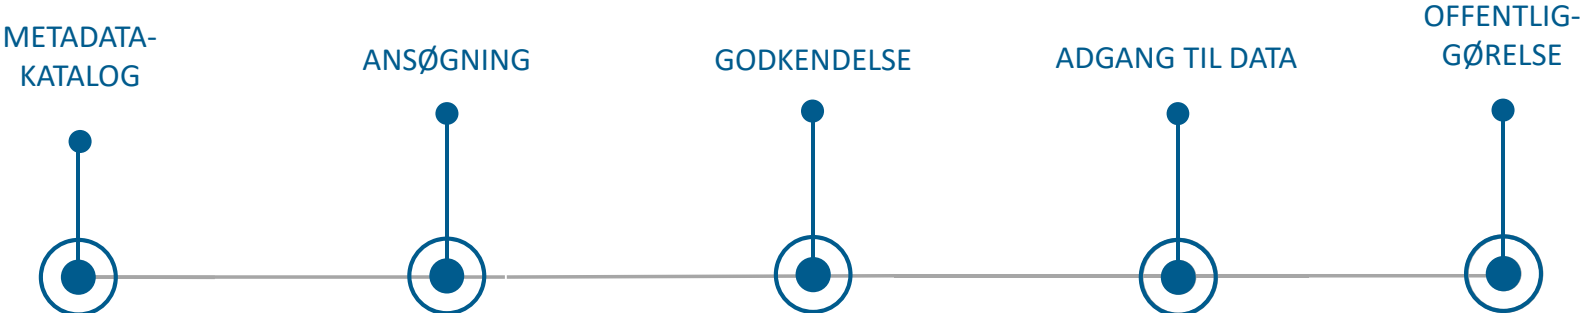 METADATA-
KATALOG
ANSØGNING
GODKENDELSE
ADGANG TIL DATA
OFFENTLIG-
GØRELSE